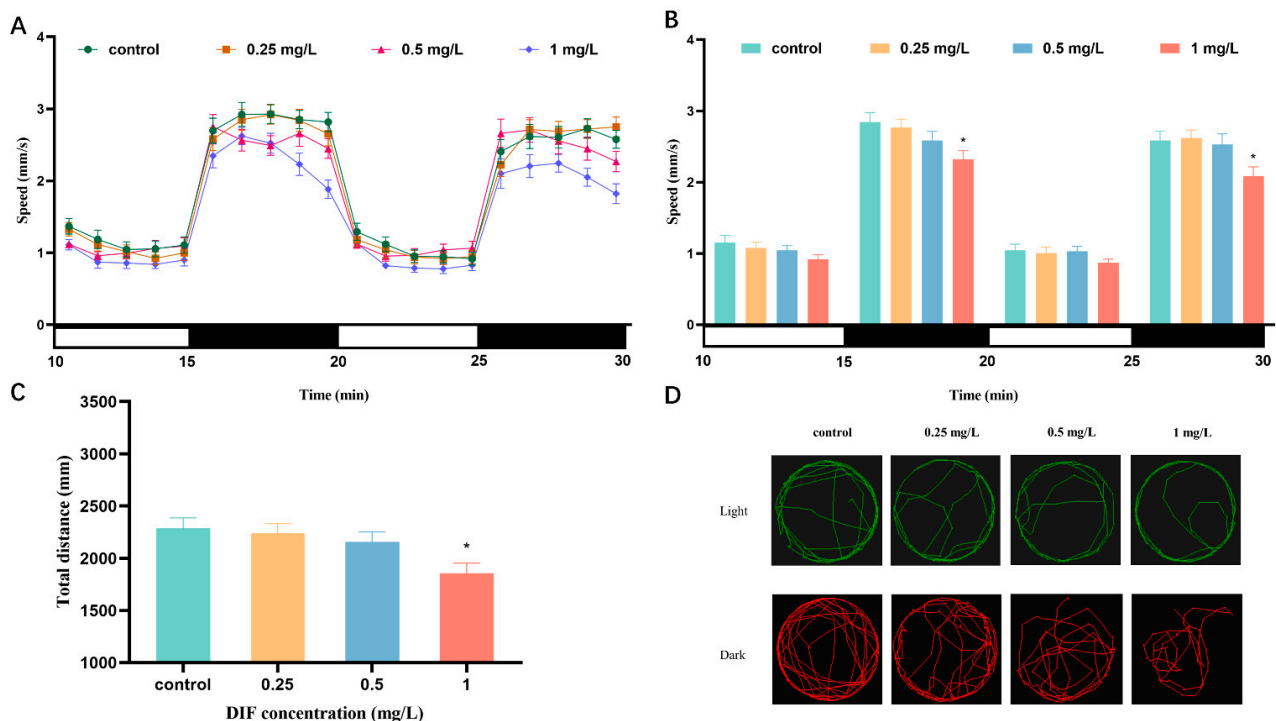 A
control 0.25 mg/L 0.5 mg/L 1 mg/L
Speed (mm/s)
4
3
2
1
0
10 15 20 25 30
Time (min)
B
control 0.25 mg/L 0.5 mg/L 1 mg/L
Speed (mm/s)
4
3
2
1
0
* *
10 15 20 25 30
Time (min)
C
Total distance (mm)
3500
3000
2500
2000
1500
1000
*
control 0.25 0.5 1
DIF concentration (mg/L)
D
control 0.25 mg/L 0.5 mg/L 1 mg/L
Light
Dark